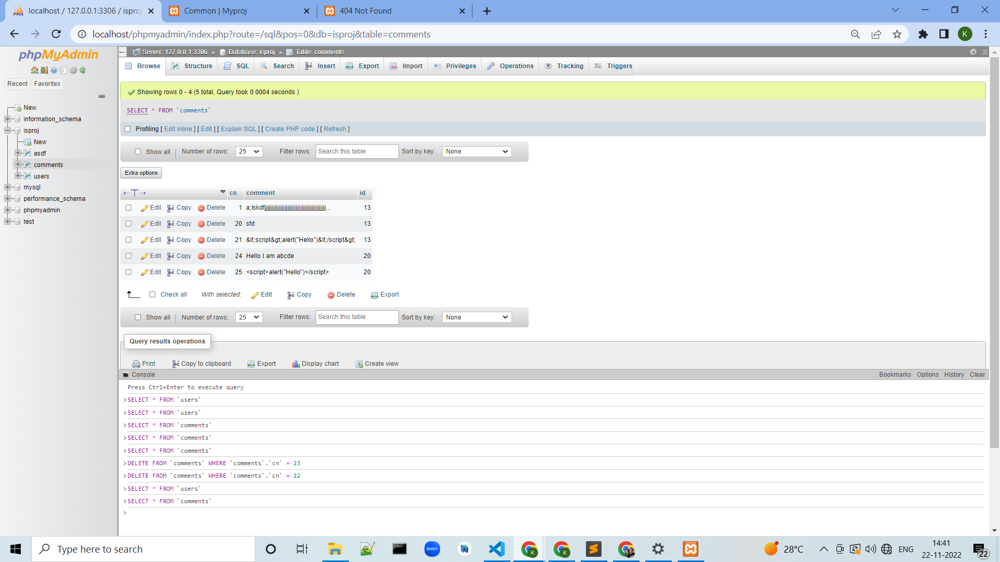 localhost / 127.0.0.1:3306 / isproj
Common | Myproj
404 Not Found
localhost/phpmyadmin/index.php?route=/sql&pos=0&db=isproj&table=comments
K
phpMyAdmin
Recent Favorites
New
information_schema
isproj
New
asdf
comments
users
mysql
performance_schema
phpmyadmin
test
Server: 127.0.0.1:3306 » Database: isproj » Table: comments
Browse Structure SQL Search Insert Export Import Privileges Operations Tracking Triggers
Showing rows 0 - 4 (5 total, Query took 0.0004 seconds.)
SELECT * FROM `comments`
Profiling [ Edit inline ] [ Edit ] [ Explain SQL ] [ Create PHP code ] [ Refresh ]
Show all | Number of rows: 25 Filter rows: Search this table Sort by key: None
Extra options
cn comment id
Edit Copy Delete 1 13
Edit Copy Delete 20 sfd 13
Edit Copy Delete 21 &lt;script&gt;alert("Hello")&lt;/script&gt; 13
Edit Copy Delete 24 Hello I am abcde 20
Edit Copy Delete 25 <script>alert("Hello")</script> 20
Check all With selected: Edit Copy Delete Export
Show all | Number of rows: 25 Filter rows: Search this table Sort by key: None
Query results operations
Print Copy to clipboard Export Display chart Create view
Console Bookmarks Options History Clear
Press Ctrl+Enter to execute query
>SELECT * FROM `users`
>SELECT * FROM `users`
>SELECT * FROM `comments`
>SELECT * FROM `comments`
>SELECT * FROM `comments`
>DELETE FROM `comments` WHERE `comments`.`cn` = 23
>DELETE FROM `comments` WHERE `comments`.`cn` = 22
>SELECT * FROM `users`
>SELECT * FROM `comments`
>
Type here to search
zoom
28°C
ENG
14:41
22-11-2022
22